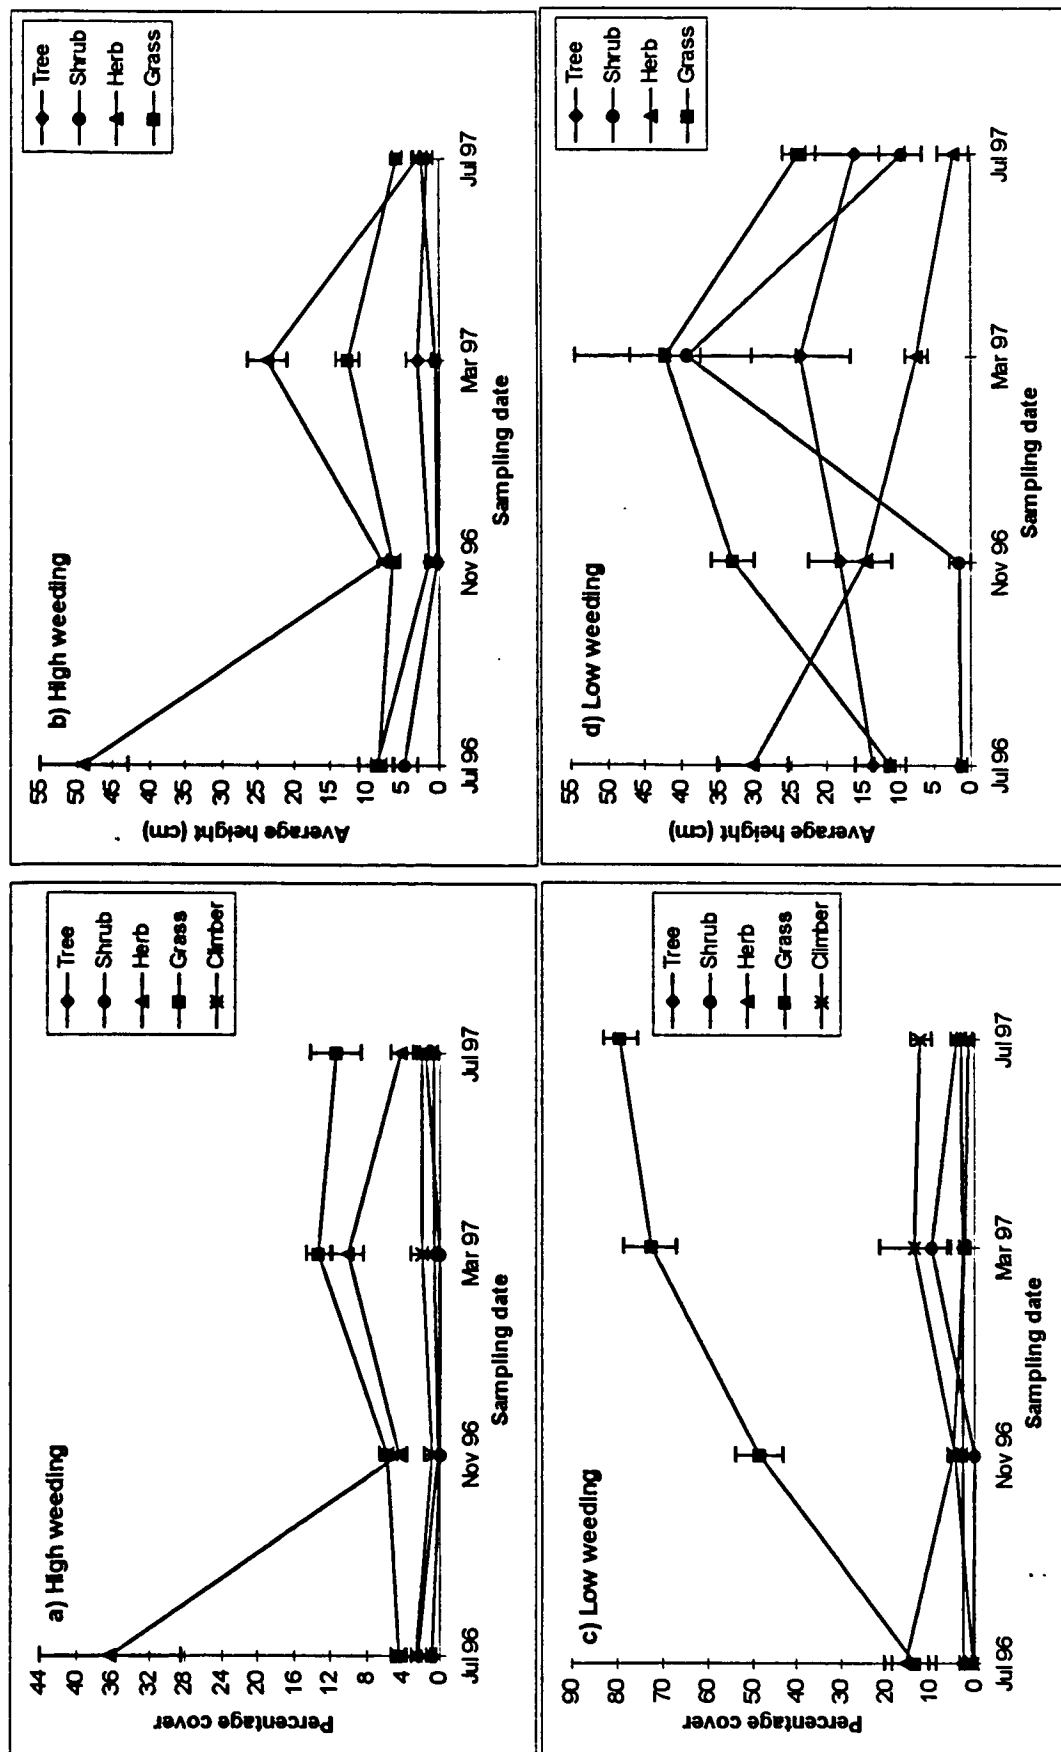 a) High weeding
Percentage cover
44
40
36
32
28
24
20
16
12
8
4
0
Jul 96
Nov 96
Mar 97
Jul 97
Sampling date
Tree
Shrub
Herb
Grass
Climber
b) High weeding
Average height (cm)
55
50
45
40
35
30
25
20
15
10
5
0
Jul 96
Nov 96
Mar 97
Jul 97
Sampling date
Tree
Shrub
Herb
Grass
c) Low weeding
Percentage cover
90
80
70
60
50
40
30
20
10
0
Jul 96
Nov 96
Mar 97
Jul 97
Sampling date
Tree
Shrub
Herb
Grass
Climber
d) Low weeding
Average height (cm)
55
50
45
40
35
30
25
20
15
10
5
0
Jul 96
Nov 96
Mar 97
Jul 97
Sampling date
Tree
Shrub
Herb
Grass